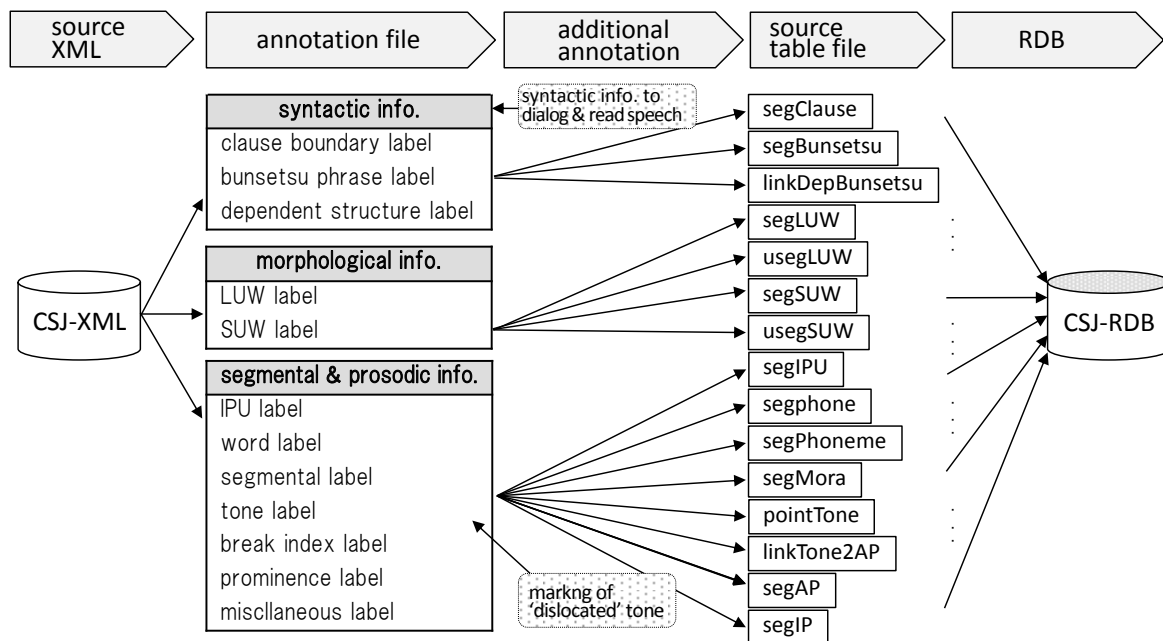 source
XML
annotation file
additional
annotation
source
table file
RDB
syntactic info.
clause boundary label
bunsetsu phrase label
dependent structure label
syntactic info. to
dialog & read speech
morphological info.
LUW label
SUW label
segmental & prosodic info.
IPU label
word label
segmental label
tone label
break index label
prominence label
miscllaneous label
markng of
'dislocated' tone
CSJ-XML
segClause
segBunsetsu
linkDepBunsetsu
segLUW
usegLUW
segSUW
usegSUW
segIPU
segphone
segPhoneme
segMora
pointTone
linkTone2AP
segAP
segIP
CSJ-RDB